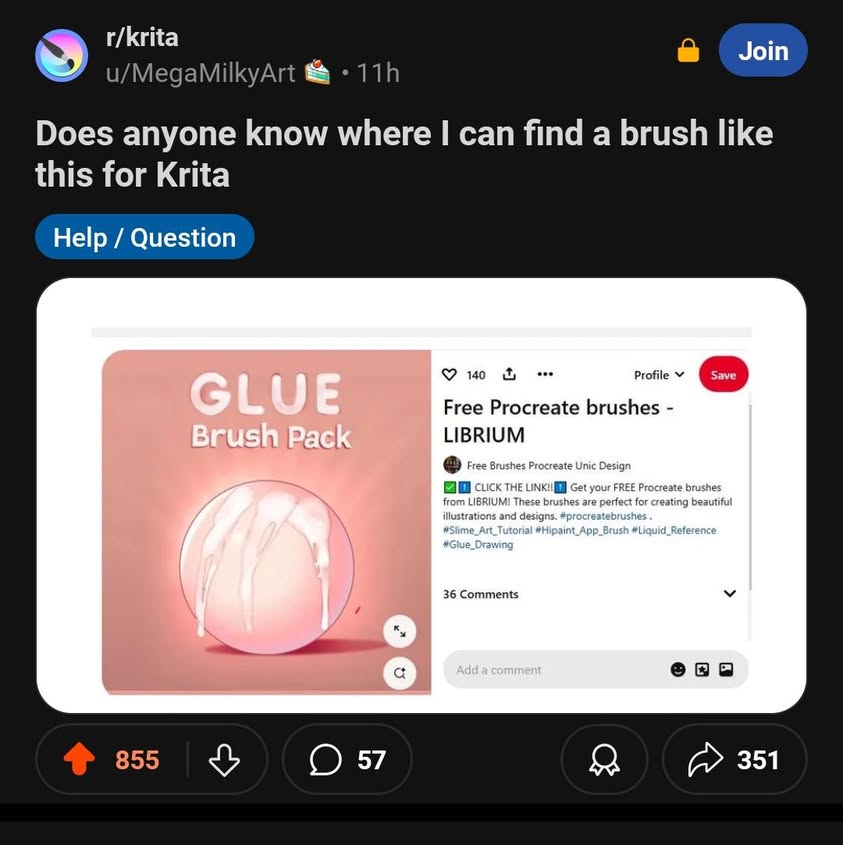 r/krita
u/MegaMilkyArt 🍰 • 11h
Join
Does anyone know where I can find a brush like
this for Krita
Help / Question
GLUE
Brush Pack
140
Profile
Save
Free Procreate brushes -
LIBRIUM
Free Brushes Procreate Unic Design
✅⬆️ CLICK THE LINK!!⬆️ Get your FREE Procreate brushes
from LIBRIUM! These brushes are perfect for creating beautiful
illustrations and designs. #procreatebrushes .
#Slime_Art_Tutorial #Hipaint_App_Brush #Liquid_Reference
#Glue_Drawing
36 Comments
Add a comment
855
57
351